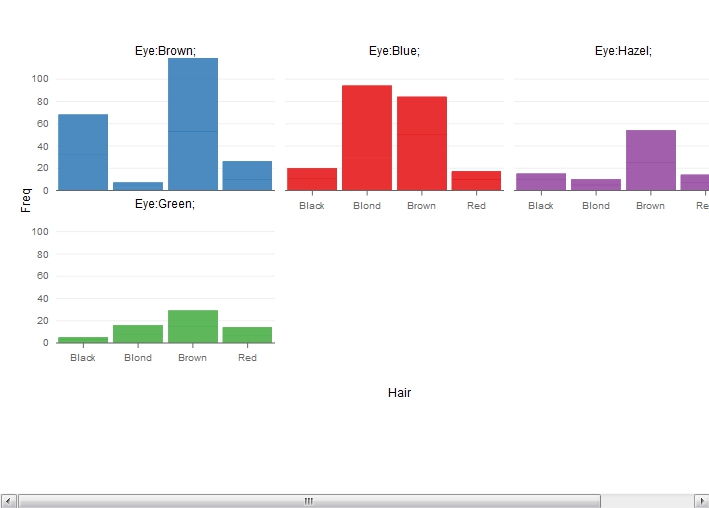 Eye:Brown; Eye:Blue; Eye:Hazel;
100
80
60
40
20
0
Black Blond Brown Red Black Blond Brown Re
Freq
Eye:Green;
100
80
60
40
20
0
Black Blond Brown Red
Hair